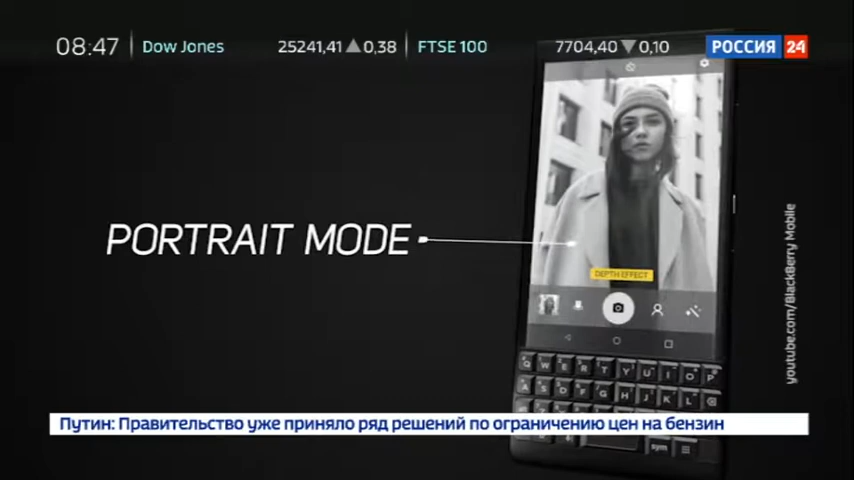 08:47 Dow Jones 25241,41 ▲ 0,38 FTSE 100 7704,40 ▼ 0,10 РОССИЯ 24
PORTRAIT MODE
DEPTH EFFECT
youtube.com/BlackBerry Mobile
Q W E R T Y U I O P
A S D F G H J K L
sym
Путин: Правительство уже приняло ряд решений по ограничению цен на бензин